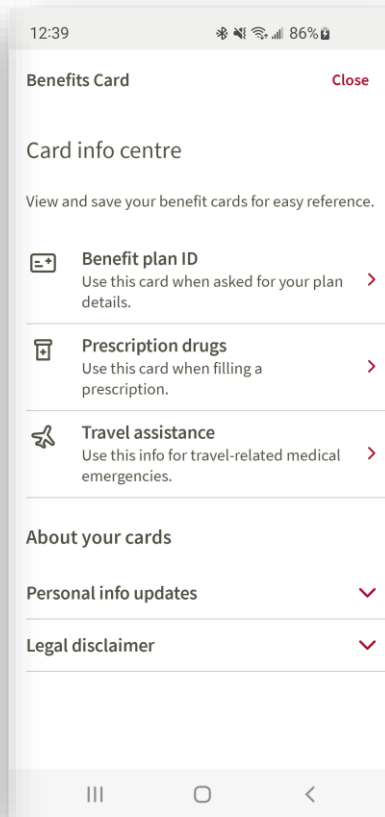 12:39 86%
Benefits Card Close
Card info centre
View and save your benefit cards for easy reference.
Benefit plan ID
Use this card when asked for your plan
details.
Prescription drugs
Use this card when filling a
prescription.
Travel assistance
Use this info for travel-related medical
emergencies.
About your cards
Personal info updates
Legal disclaimer